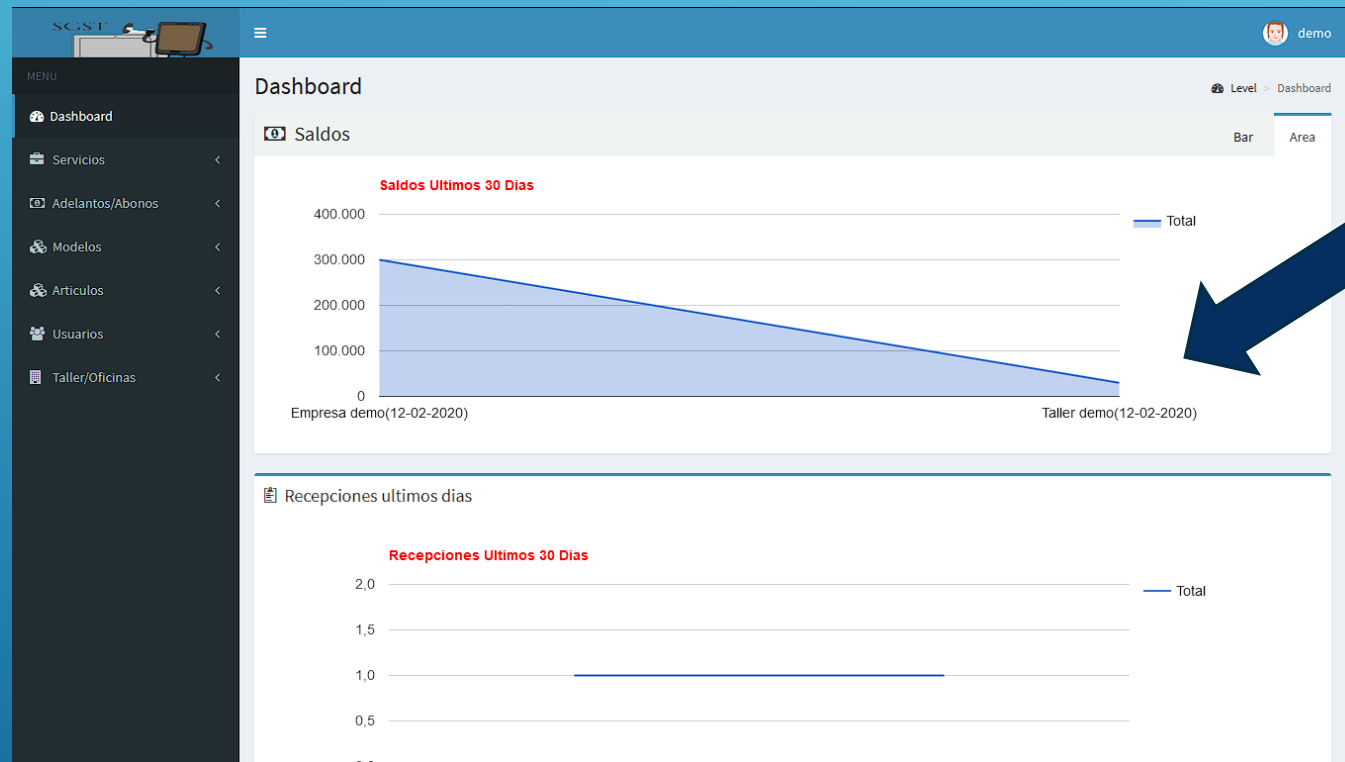 SGST
demo
MENU
Dashboard
Level > Dashboard
Dashboard
Servicios
Adelantos/Abonos
Modelos
Articulos
Usuarios
Taller/Oficinas
Saldos
Bar
Area
Saldos Ultimos 30 Dias
400.000
300.000
200.000
100.000
0
Total
Empresa demo(12-02-2020)
Taller demo(12-02-2020)
Recepciones ultimos dias
Recepciones Ultimos 30 Dias
2,0
1,5
1,0
0,5
Total